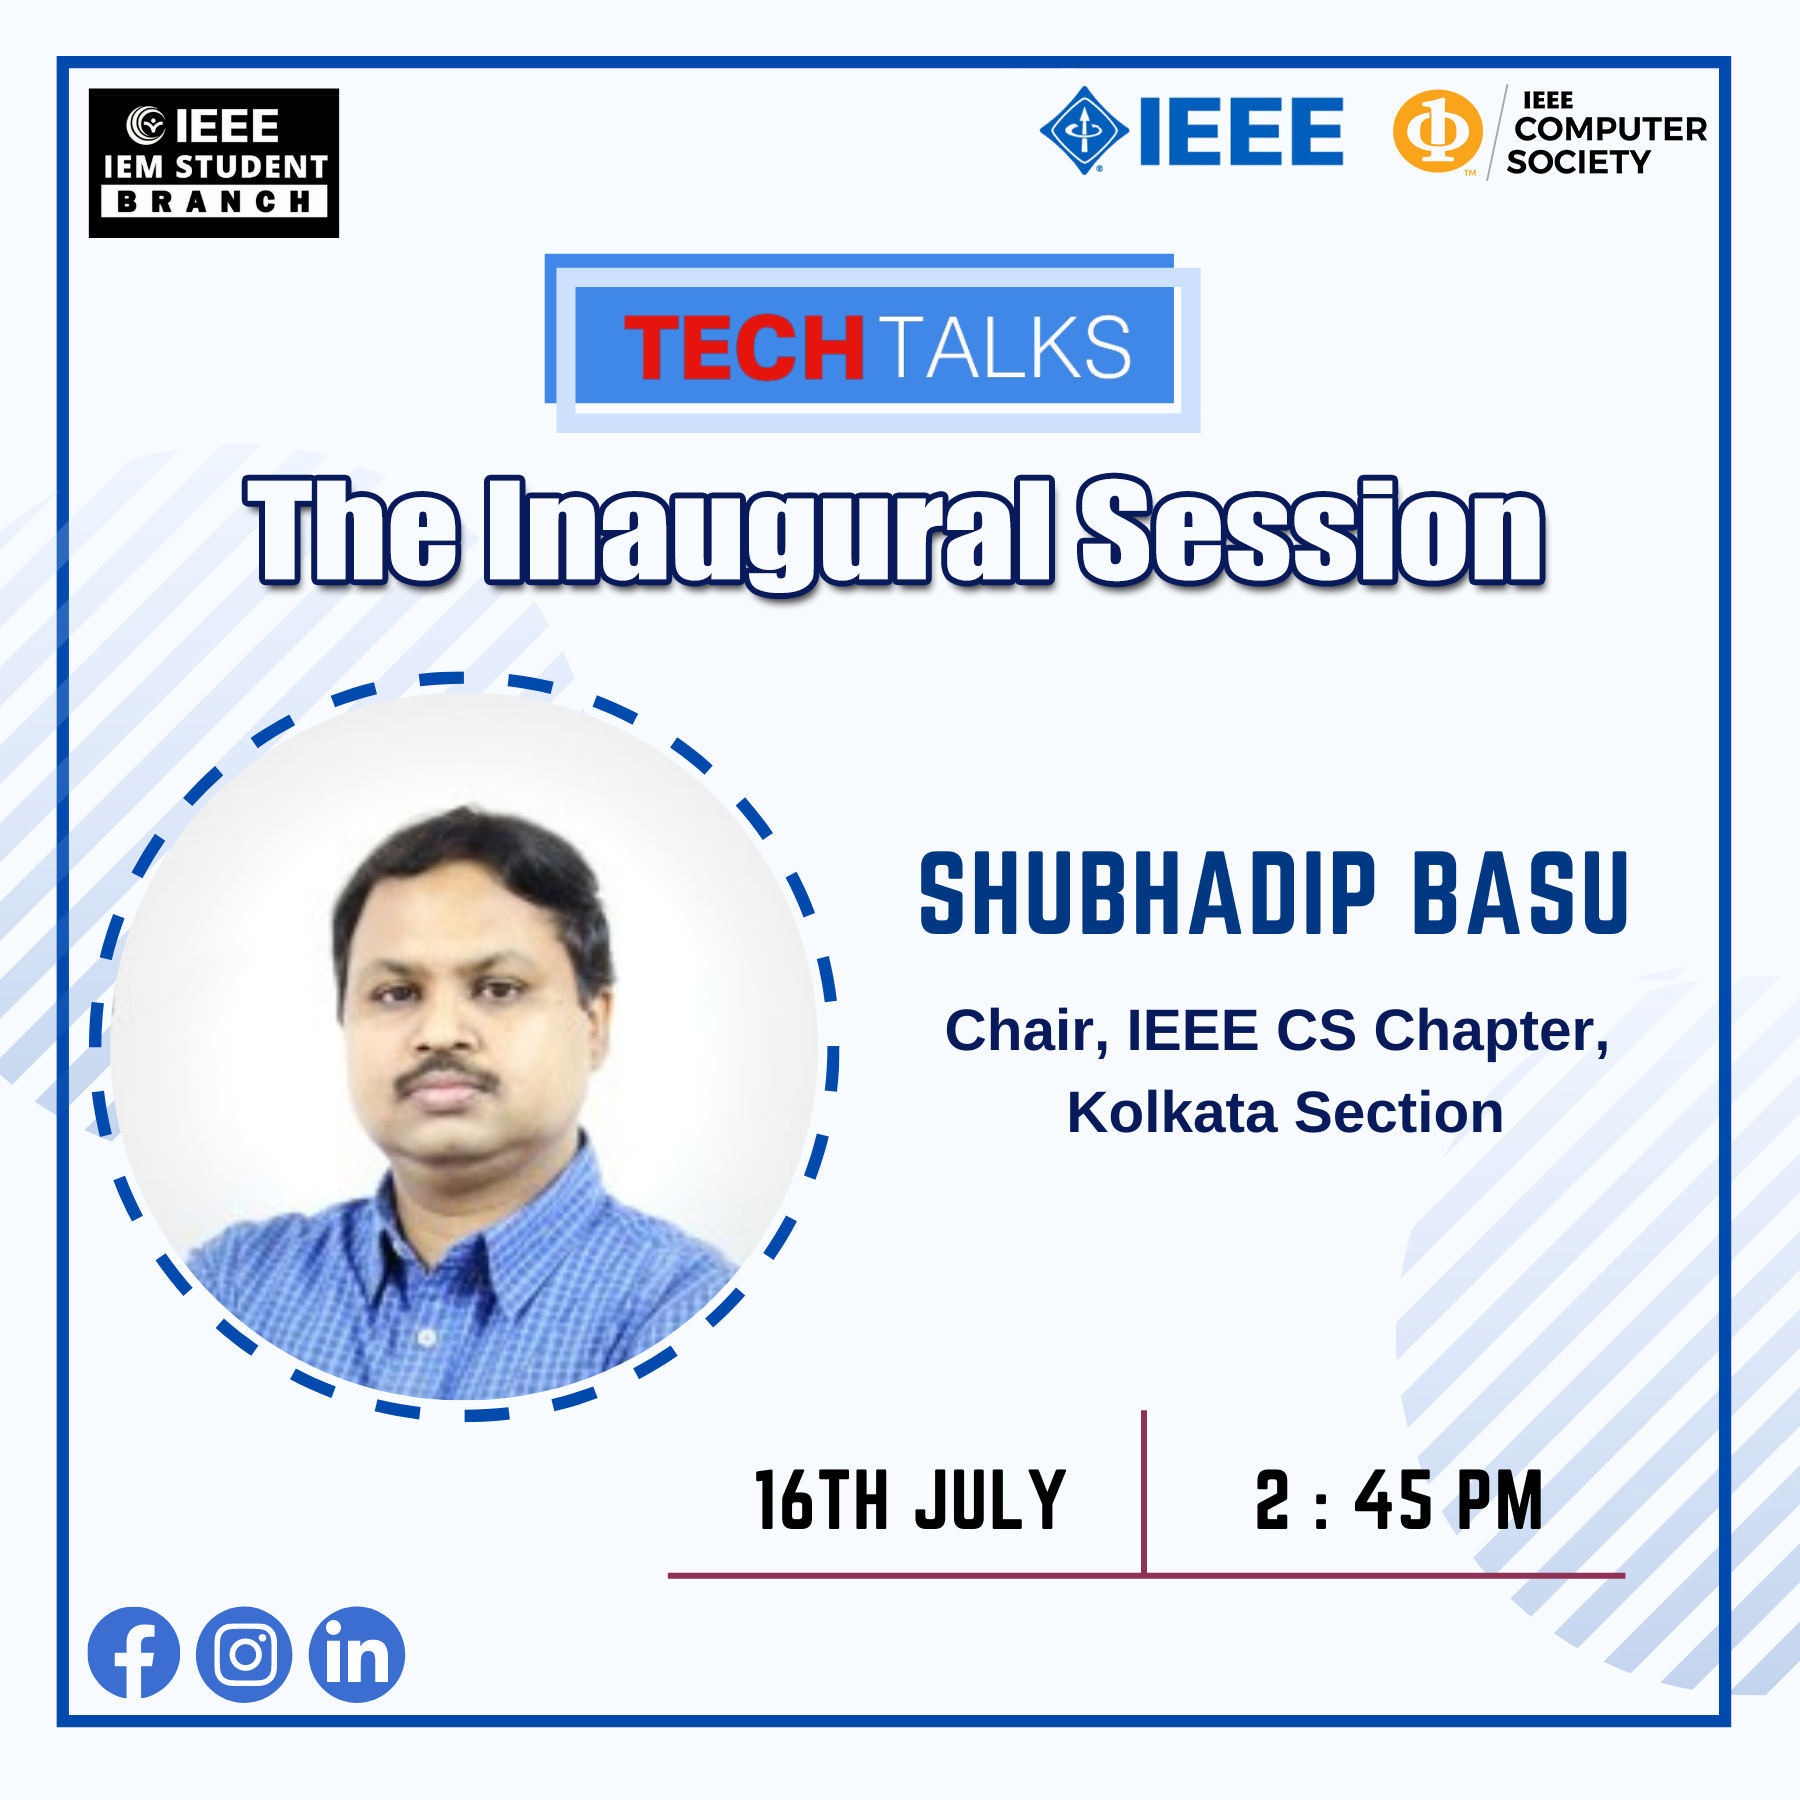 IEEE
IEM STUDENT
BRANCH
IEEE
®
IEEE
COMPUTER
SOCIETY
TM
TECH TALKS
The Inaugural Session
SHUBHADIP BASU
Chair, IEEE CS Chapter,
Kolkata Section
16TH JULY
2 : 45 PM